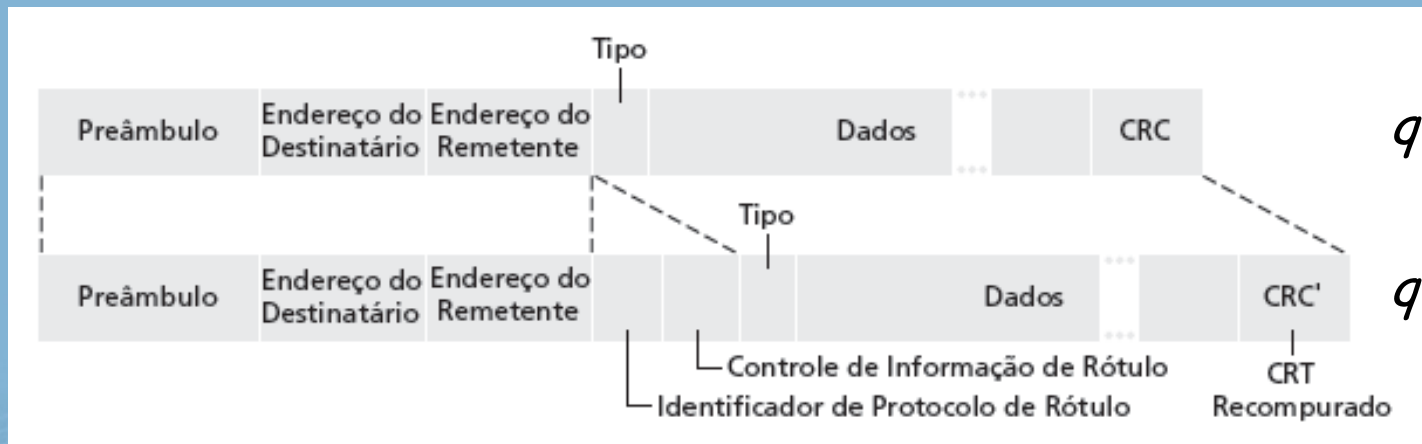 Tipo
Preâmbulo
Endereço do
Destinatário
Endereço do
Remetente
Dados
CRC
q
Tipo
Preâmbulo
Endereço do
Destinatário
Endereço do
Remetente
Dados
CRC'
q
Controle de Informação de Rótulo
Identificador de Protocolo de Rótulo
CRT
Recompurado